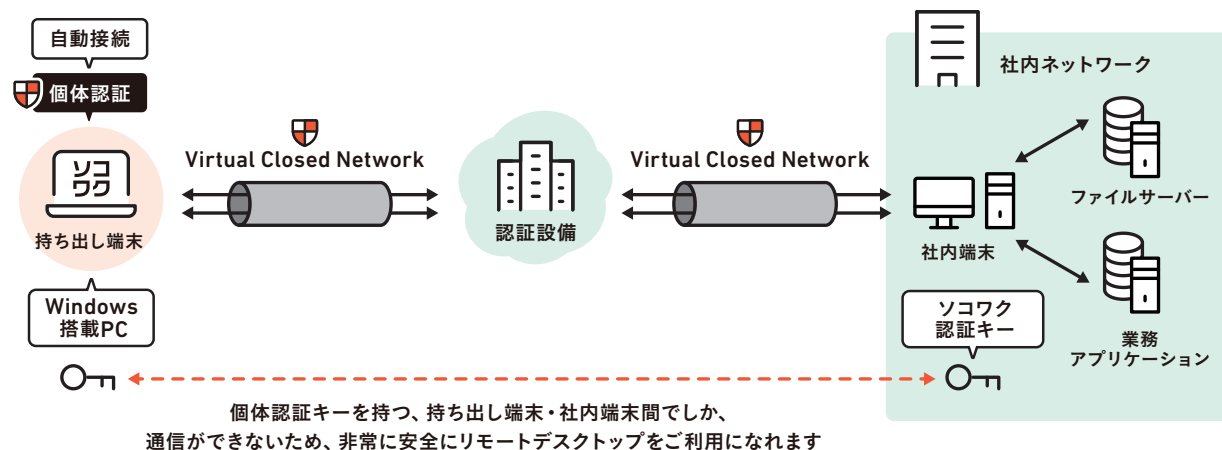 自動接続
個体認証
ソコ
ワク
持ち出し端末
Windows
搭載PC
Virtual Closed Network
認証設備
Virtual Closed Network
社内ネットワーク
社内端末
ファイルサーバー
業務
アプリケーション
ソコワク
認証キー
個体認証キーを持つ、持ち出し端末・社内端末間でしか、
通信ができないため、非常に安全にリモートデスクトップをご利用になれます